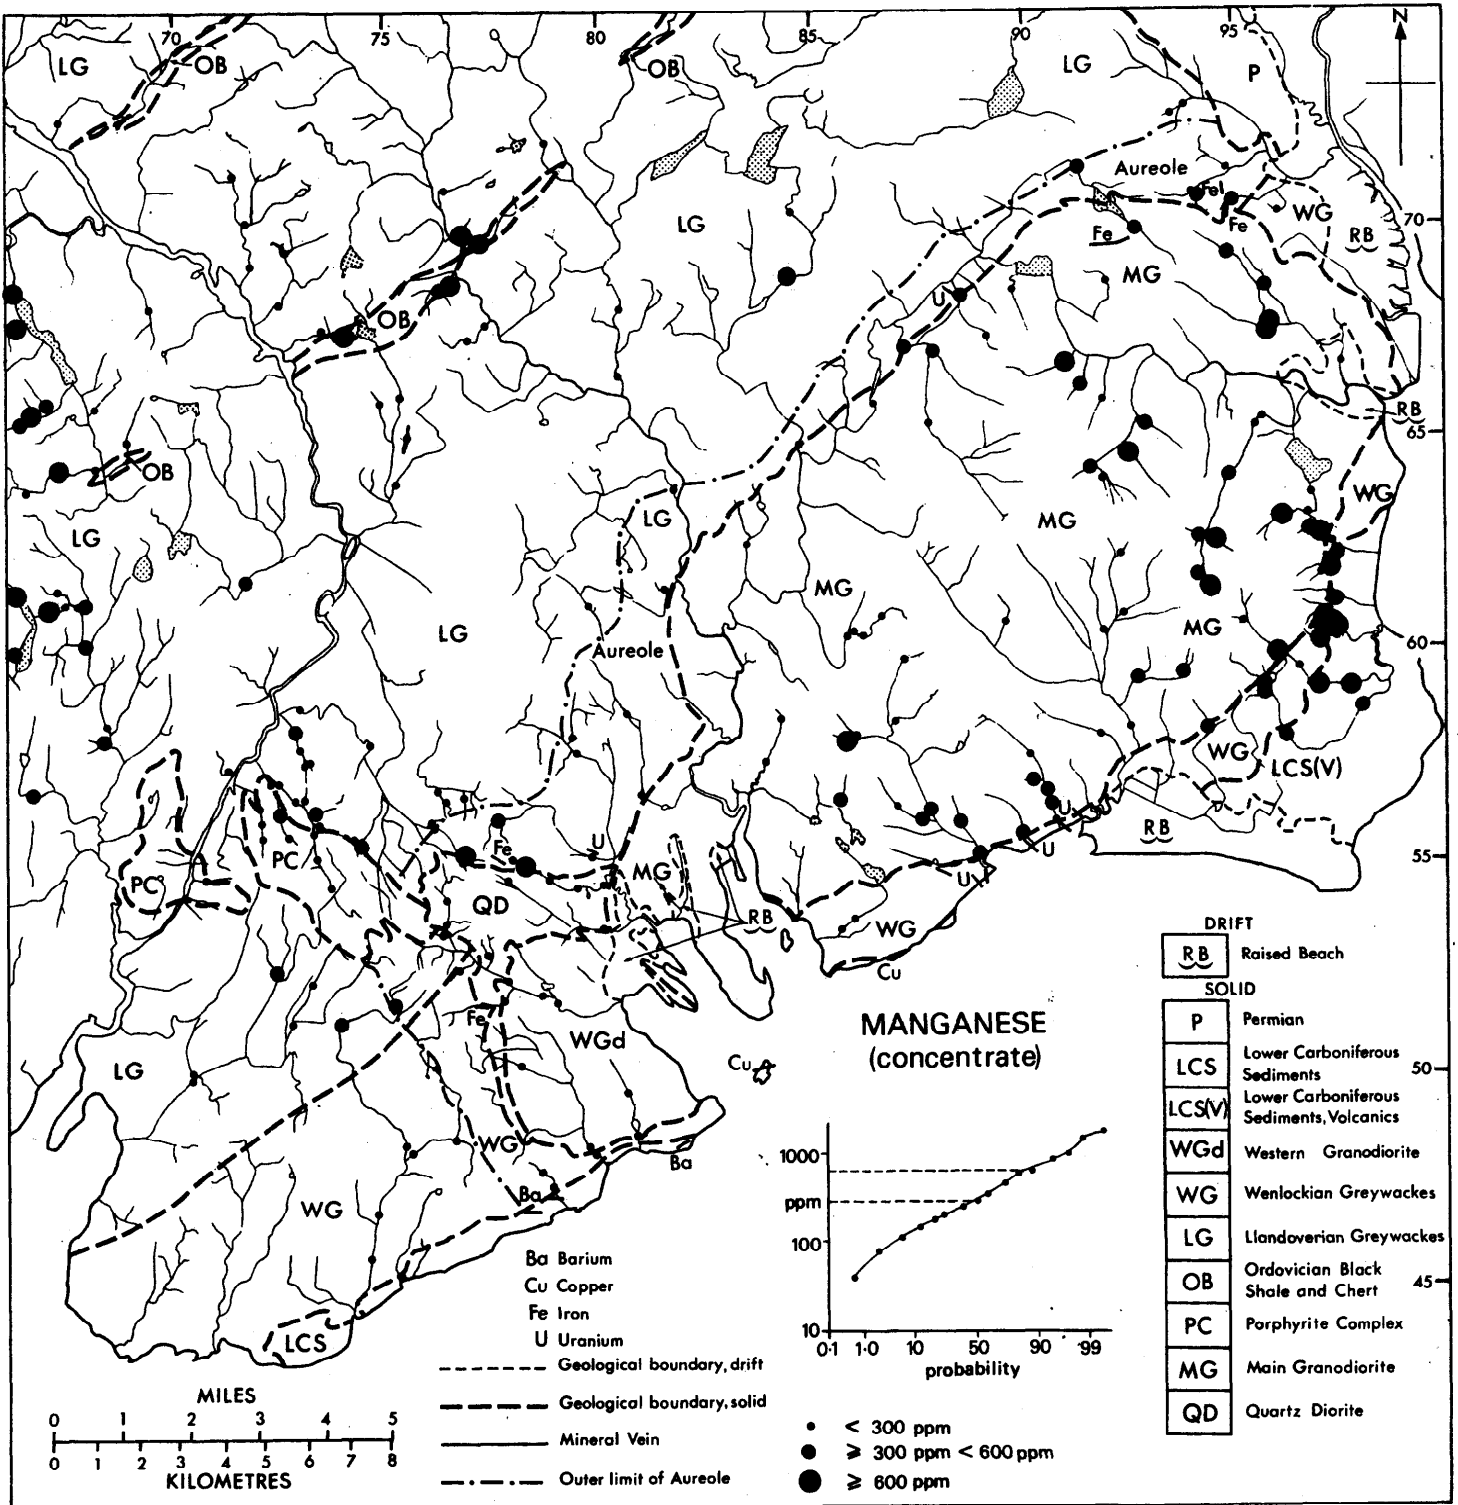 70 75 80 85 90 95 N
LG OB OB LG P
Aureole
Fe WG
LG Fe Fe RB 70
MG
U
OB
RB 65
OB WG
LG LG MG
MG
MG 60
LG Aureole
WG LCS(V)
U RB
PC Fe U MG U 55
PC QD U
RB WG
Cu
Fe WGd
LG Cu 50
WG Ba
Ba
WG
LCS
45
MANGANESE
(concentrate)
1000
ppm
100
10
0·1 1·0 10 50 90 ·99
probability
Ba Barium
Cu Copper
Fe Iron
U Uranium
Geological boundary, drift
Geological boundary, solid
Mineral Vein
Outer limit of Aureole
MILES
0 1 2 3 4 5
0 1 2 3 4 5 6 7 8
KILOMETRES
< 300 ppm
⩾ 300 ppm < 600 ppm
⩾ 600 ppm
DRIFT
RB Raised Beach
SOLID
P Permian
LCS Lower Carboniferous
Sediments
LCS(V) Lower Carboniferous
Sediments, Volcanics
WGd Western Granodiorite
WG Wenlockian Greywackes
LG Llandoverian Greywackes
OB Ordovician Black
Shale and Chert
PC Porphyrite Complex
MG Main Granodiorite
QD Quartz Diorite